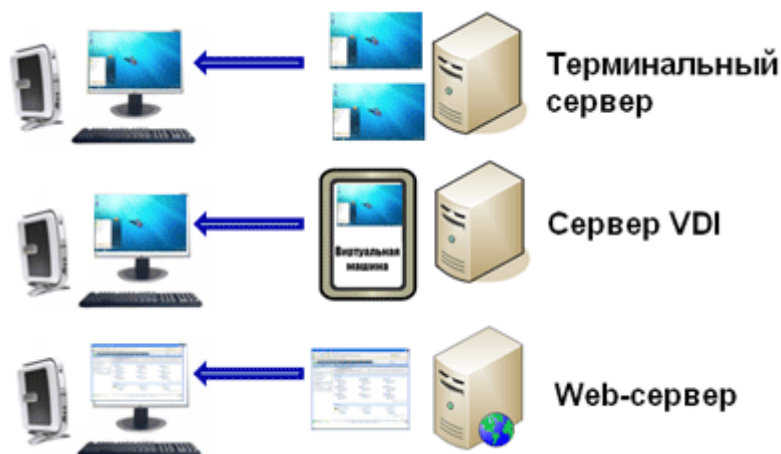 Терминальный
сервер
Виртуальная
машина
Сервер VDI
Web-сервер